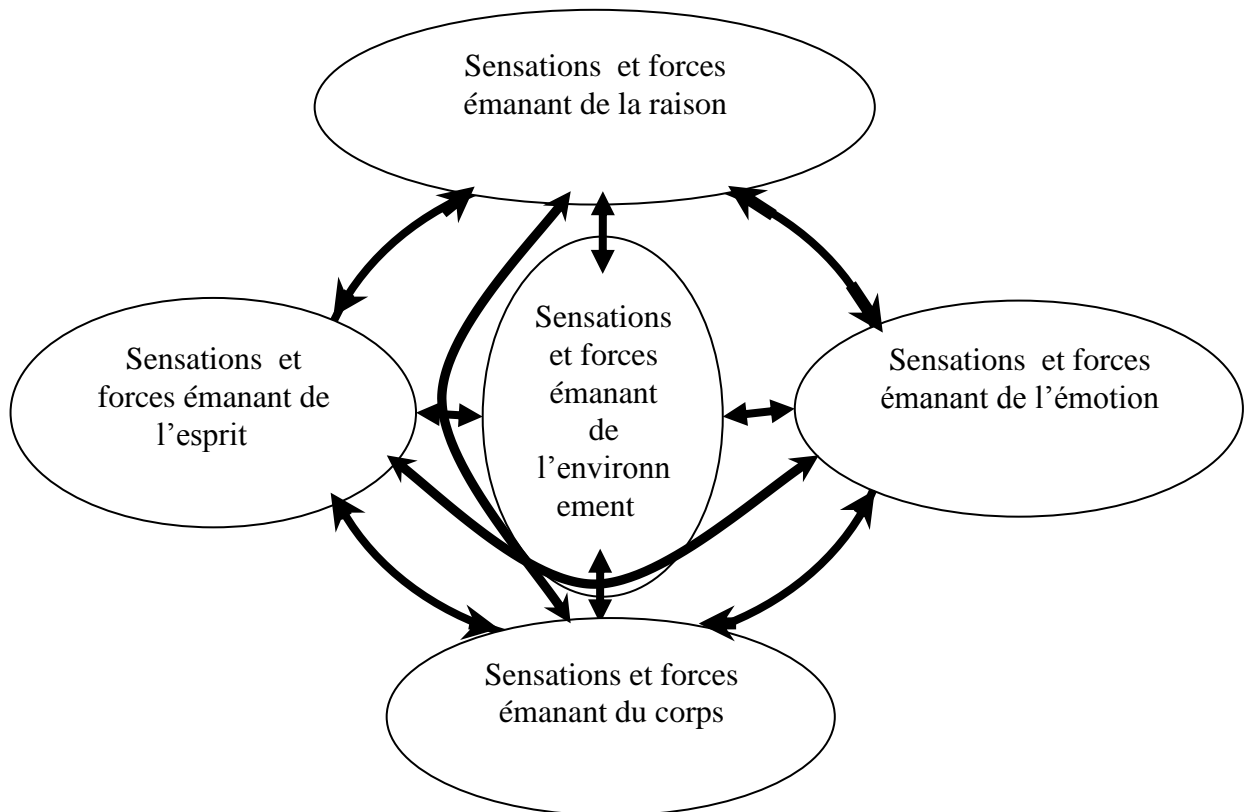 Sensations et forces
émanant de la raison
Sensations et
forces émanant de
l’esprit
Sensations
et forces
émanant
de
l’environn
ement
Sensations et forces
émanant de l’émotion
Sensations et forces
émanant du corps